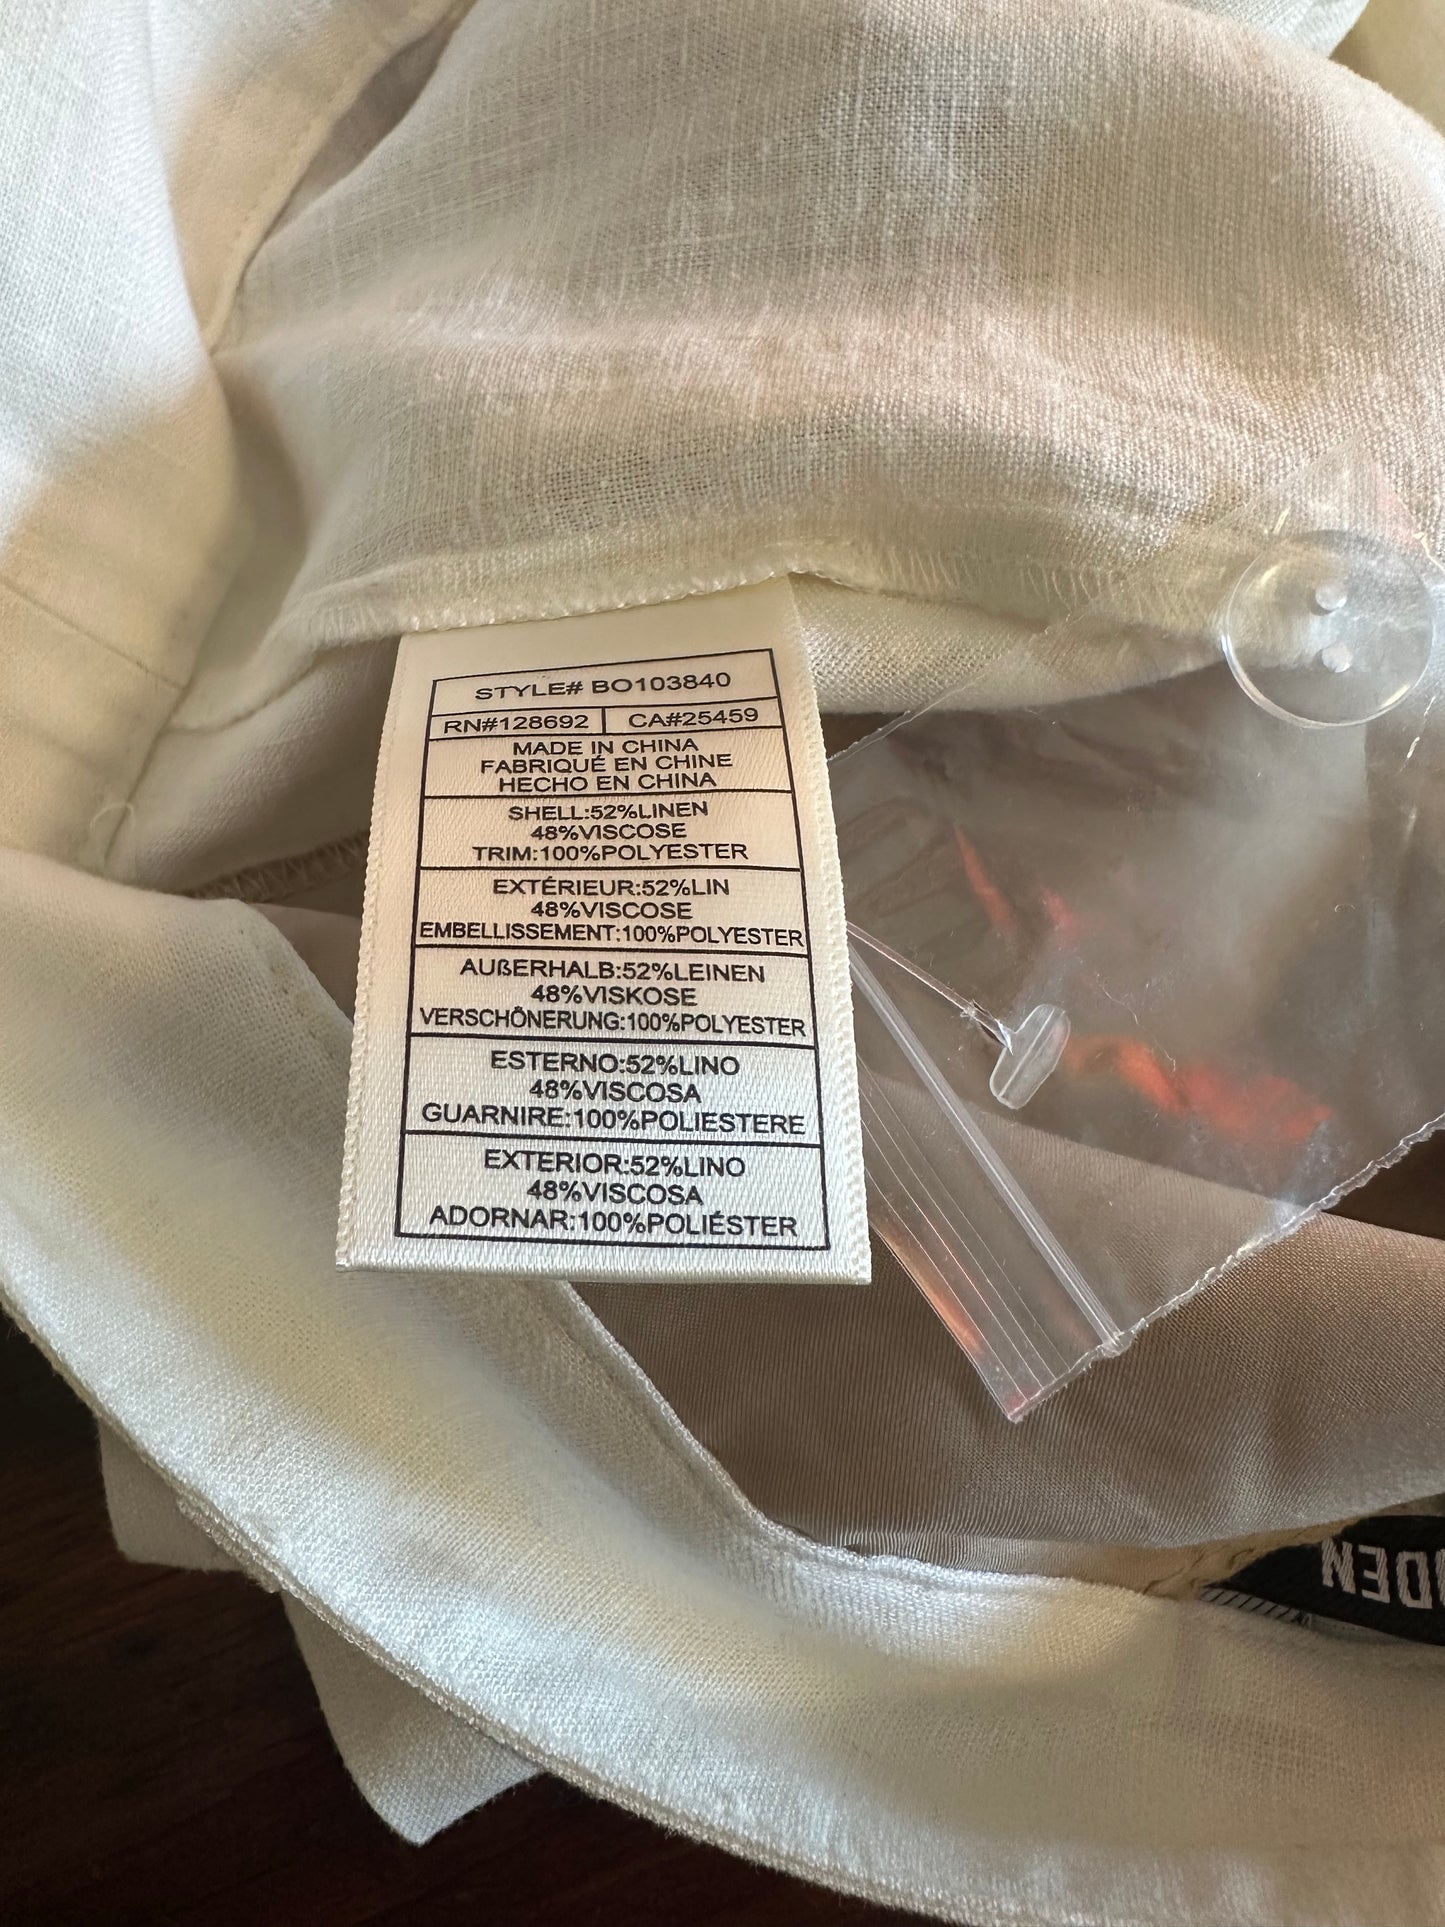 STYLE# BO103840
RN#128692 CA#25459
MADE IN CHINA
FABRIQUÉ EN CHINE
HECHO EN CHINA
SHELL:52%LINEN
48%VISCOSE
TRIM:100%POLYESTER
EXTÉRIEUR:52%LIN
48%VISCOSE
EMBELLISSEMENT:100%POLYESTER
AUßERHALB:52%LEINEN
48%VISKOSE
VERSCHÖNERUNG:100%POLYESTER
ESTERNO:52%LINO
48%VISCOSA
GUARNIRE:100%POLIESTERE
EXTERIOR:52%LINO
48%VISCOSA
ADORNAR:100%POLIÉSTER